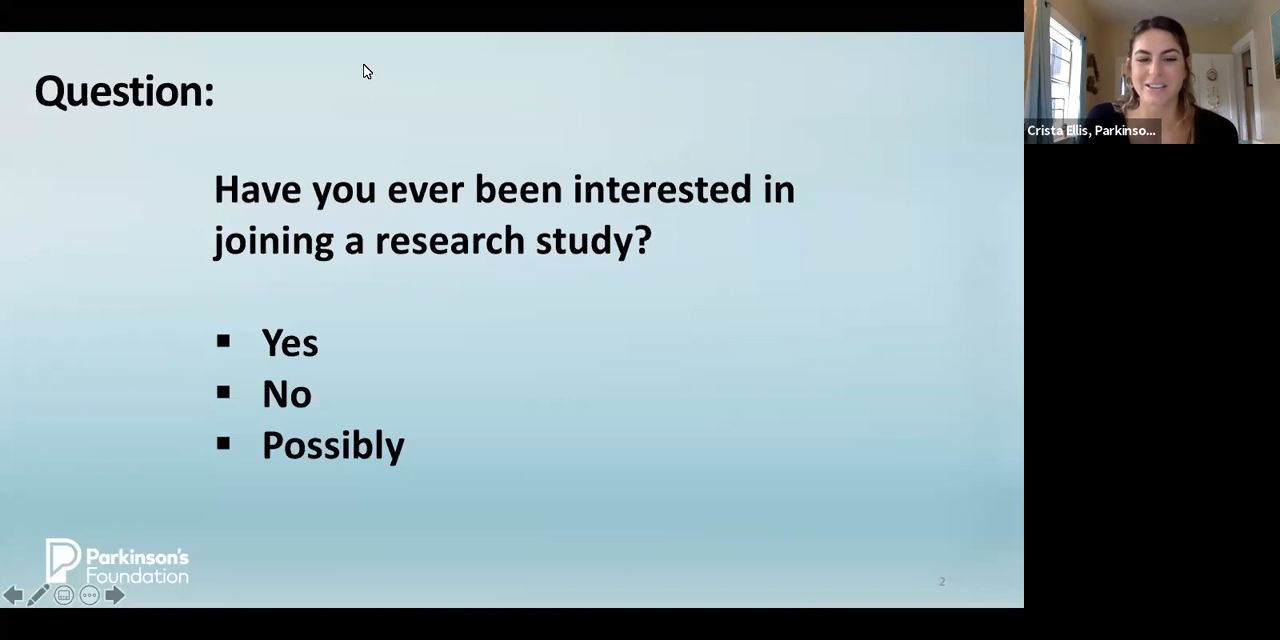 Question:
Have you ever been interested in
joining a research study?
▪ Yes
▪ No
▪ Possibly
Parkinson's
Foundation
2
Crista Ellis, Parkinso...